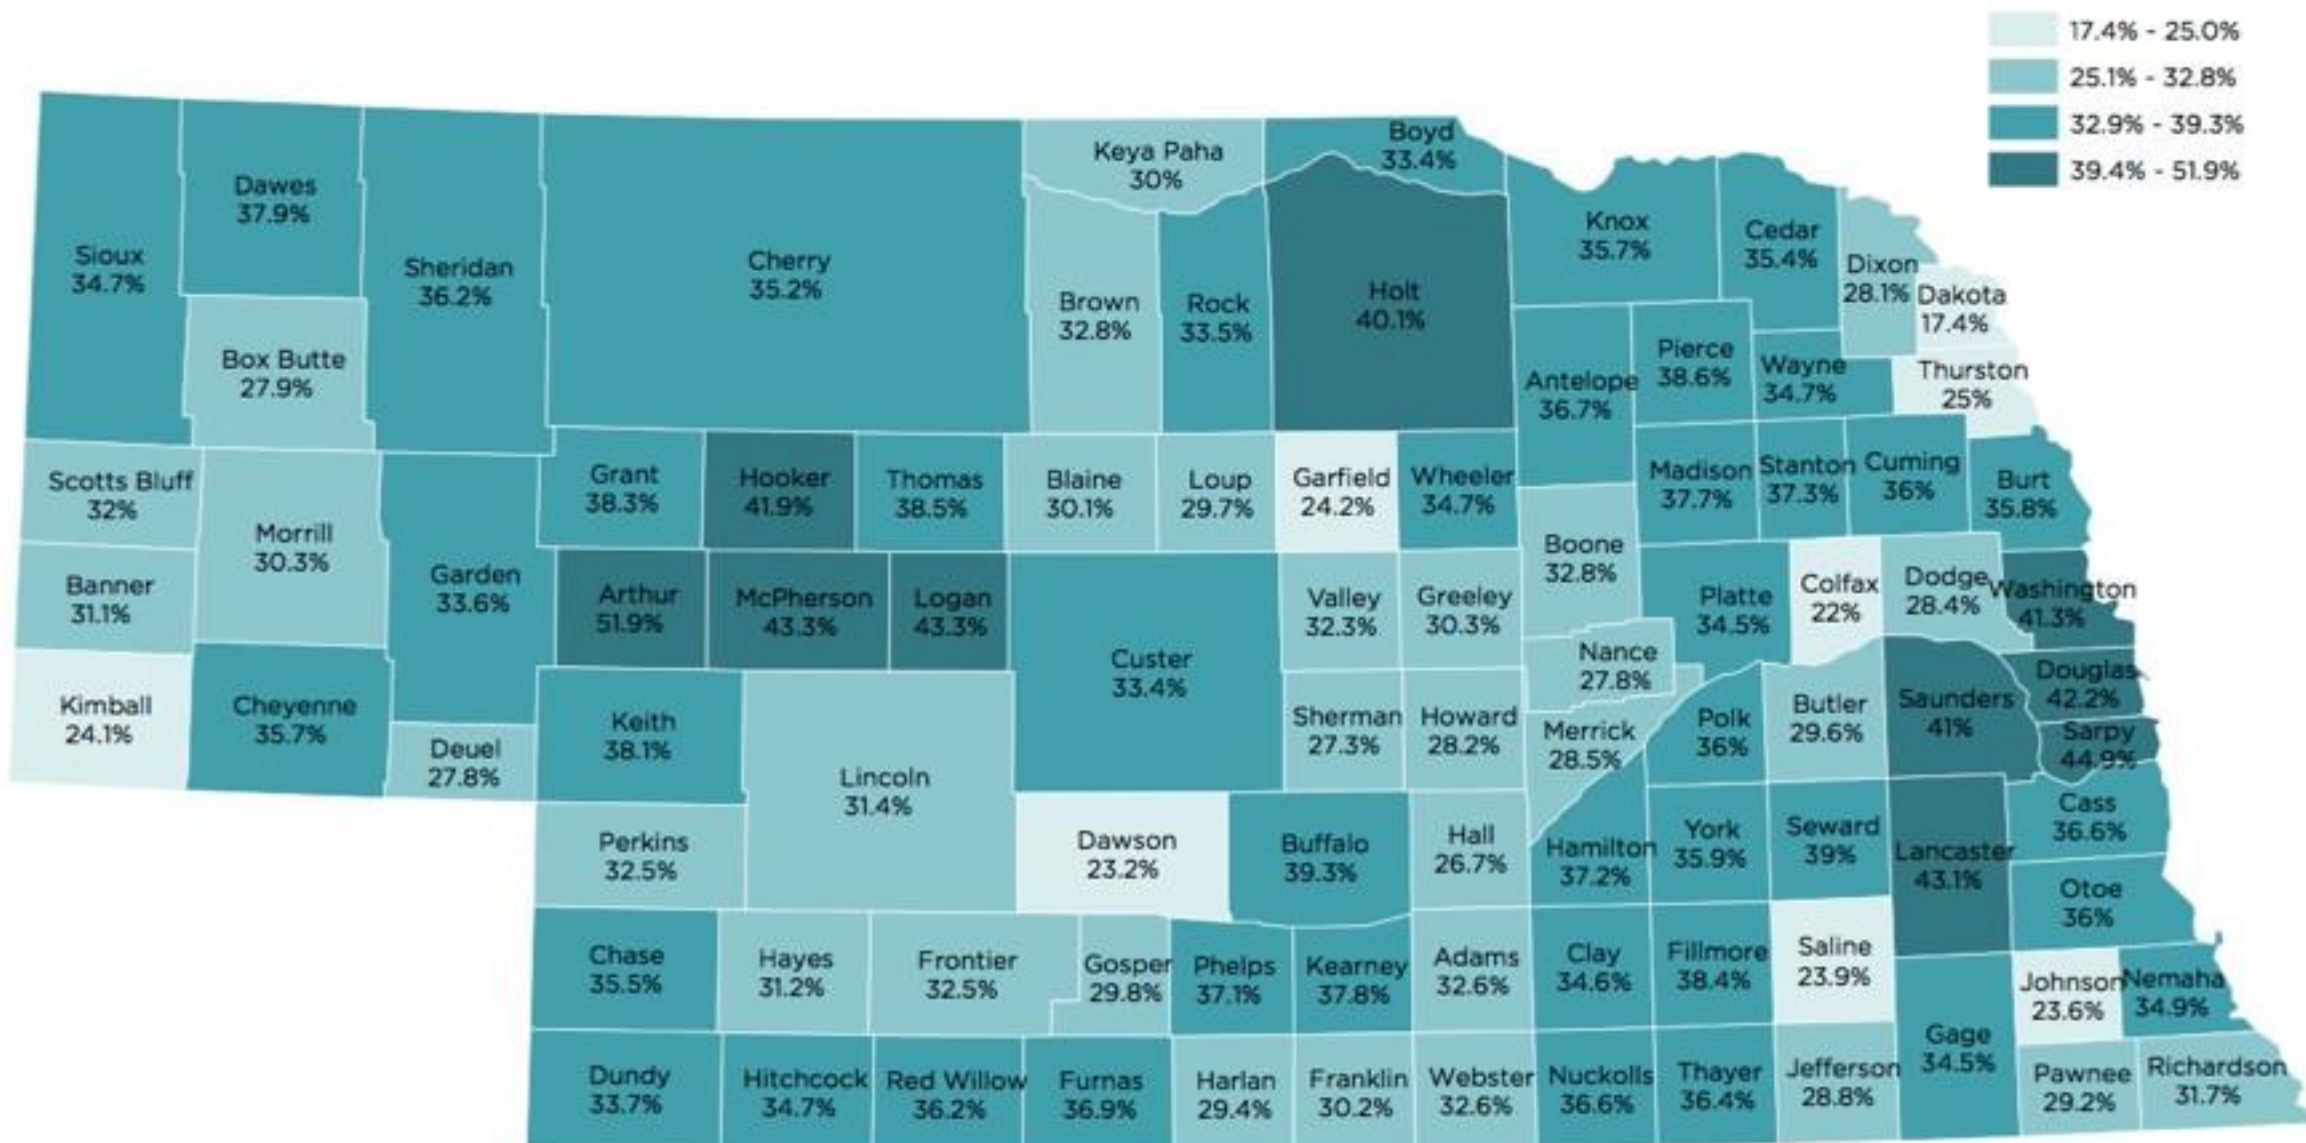 17.4% - 25.0%
25.1% - 32.8%
32.9% - 39.3%
39.4% - 51.9%
Sioux
34.7%
Dawes
37.9%
Box Butte
27.9%
Sheridan
36.2%
Cherry
35.2%
Keya Paha
30%
Boyd
33.4%
Brown
32.8%
Rock
33.5%
Holt
40.1%
Knox
35.7%
Cedar
35.4%
Dixon
28.1%
Dakota
17.4%
Antelope
36.7%
Pierce
38.6%
Wayne
34.7%
Thurston
25%
Scotts Bluff
32%
Banner
31.1%
Morrill
30.3%
Garden
33.6%
Grant
38.3%
Hooker
41.9%
Thomas
38.5%
Blaine
30.1%
Loup
29.7%
Garfield
24.2%
Wheeler
34.7%
Madison
37.7%
Stanton
37.3%
Cuming
36%
Burt
35.8%
Boone
32.8%
Arthur
51.9%
McPherson
43.3%
Logan
43.3%
Custer
33.4%
Valley
32.3%
Greeley
30.3%
Platte
34.5%
Colfax
22%
Dodge
28.4%
Washington
41.3%
Nance
27.8%
Kimball
24.1%
Cheyenne
35.7%
Deuel
27.8%
Keith
38.1%
Lincoln
31.4%
Sherman
27.3%
Howard
28.2%
Merrick
28.5%
Polk
36%
Butler
29.6%
Saunders
41%
Douglas
42.2%
Sarpy
44.9%
Perkins
32.5%
Dawson
23.2%
Buffalo
39.3%
Hall
26.7%
Hamilton
37.2%
York
35.9%
Seward
39%
Lancaster
43.1%
Cass
36.6%
Otoe
36%
Chase
35.5%
Hayes
31.2%
Frontier
32.5%
Gosper
29.8%
Phelps
37.1%
Kearney
37.8%
Adams
32.6%
Clay
34.6%
Fillmore
38.4%
Saline
23.9%
Johnson
23.6%
Nemaha
34.9%
Dundy
33.7%
Hitchcock
34.7%
Red Willow
36.2%
Furnas
36.9%
Harlan
29.4%
Franklin
30.2%
Webster
32.6%
Nuckolls
36.6%
Thayer
36.4%
Jefferson
28.8%
Gage
34.5%
Pawnee
29.2%
Richardson
31.7%